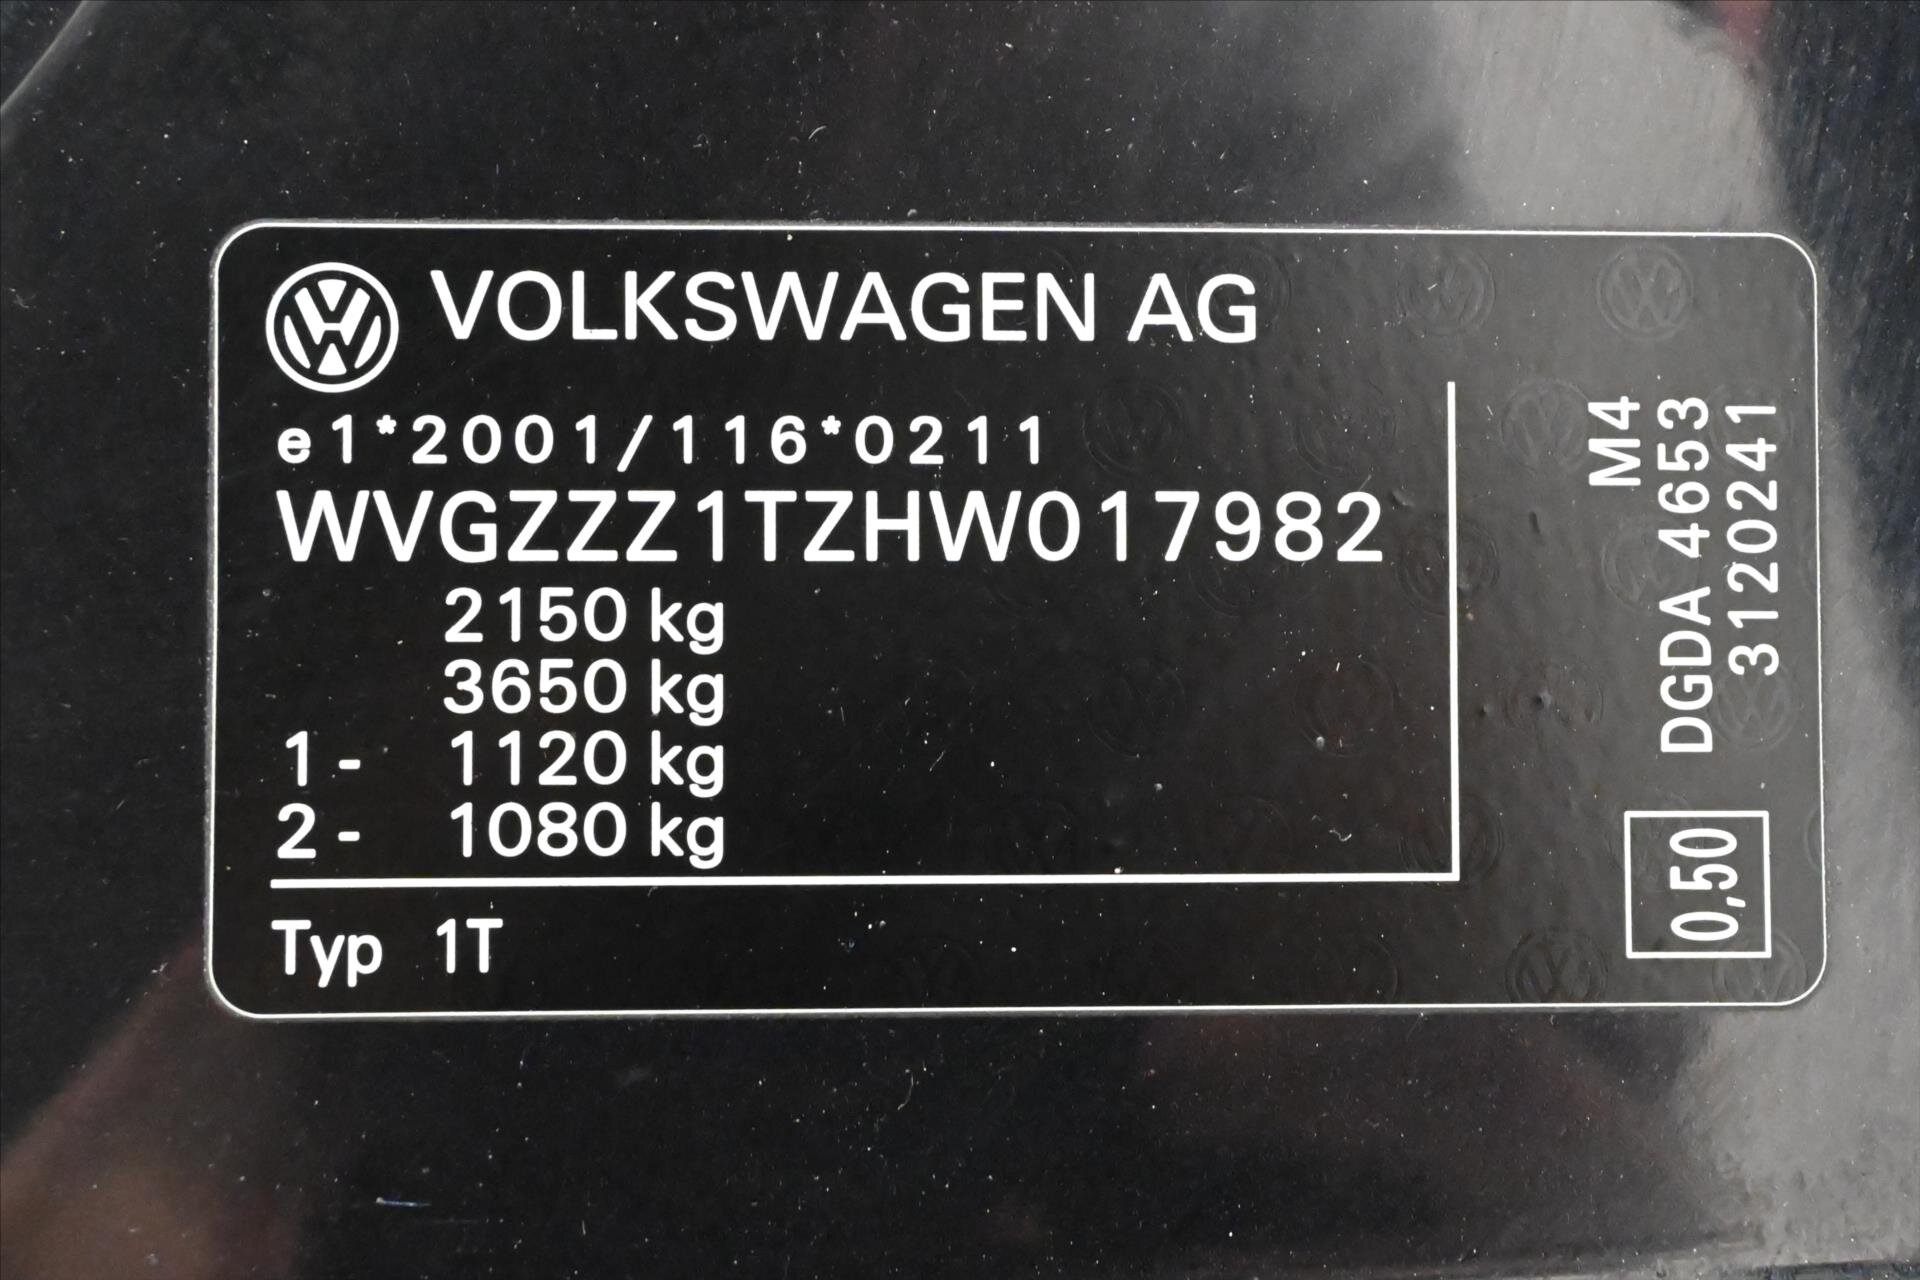 VOLKSWAGEN AG
e1*2001/116*0211
WVGZZZ1TZHW017982
2150 kg
3650 kg
1- 1120 kg
2- 1080 kg
Typ 1T
M4
DGDA 4653
3120241
0,50